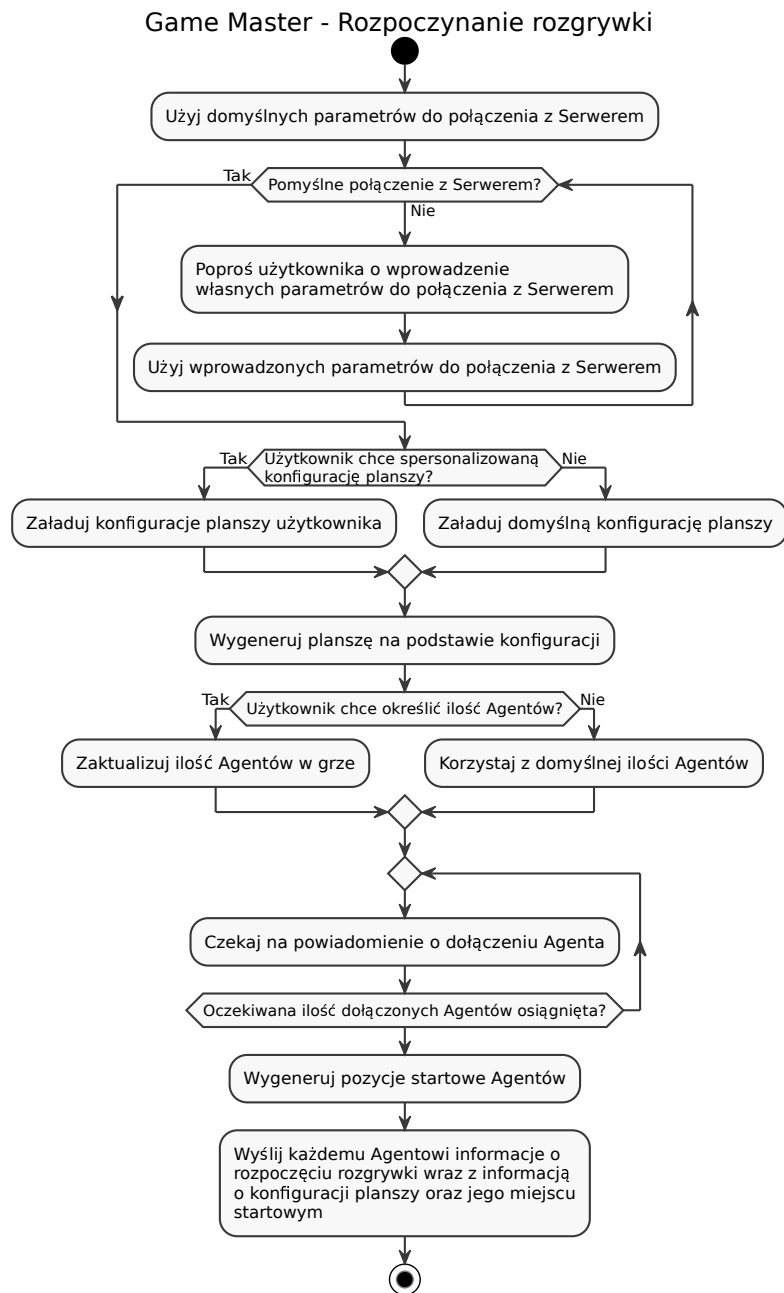 Game Master - Rozpoczynanie rozgrywki
Użyj domyślnych parametrów do połączenia z Serwerem
Tak
Pomyślne połączenie z Serwerem?
Nie
Poproś użytkownika o wprowadzenie
własnych parametrów do połączenia z Serwerem
Użyj wprowadzonych parametrów do połączenia z Serwerem
Tak
Użytkownik chce spersonalizowaną
konfigurację planszy?
Nie
Załaduj konfiguracje planszy użytkownika
Załaduj domyślną konfigurację planszy
Wygeneruj planszę na podstawie konfiguracji
Tak
Użytkownik chce określić ilość Agentów?
Nie
Zaktualizuj ilość Agentów w grze
Korzystaj z domyślnej ilości Agentów
Czekaj na powiadomienie o dołączeniu Agenta
Oczekiwana ilość dołączonych Agentów osiągnięta?
Wygeneruj pozycje startowe Agentów
Wyślij każdemu Agentowi informacje o
rozpoczęciu rozgrywki wraz z informacją
o konfiguracji planszy oraz jego miejscu
startowym